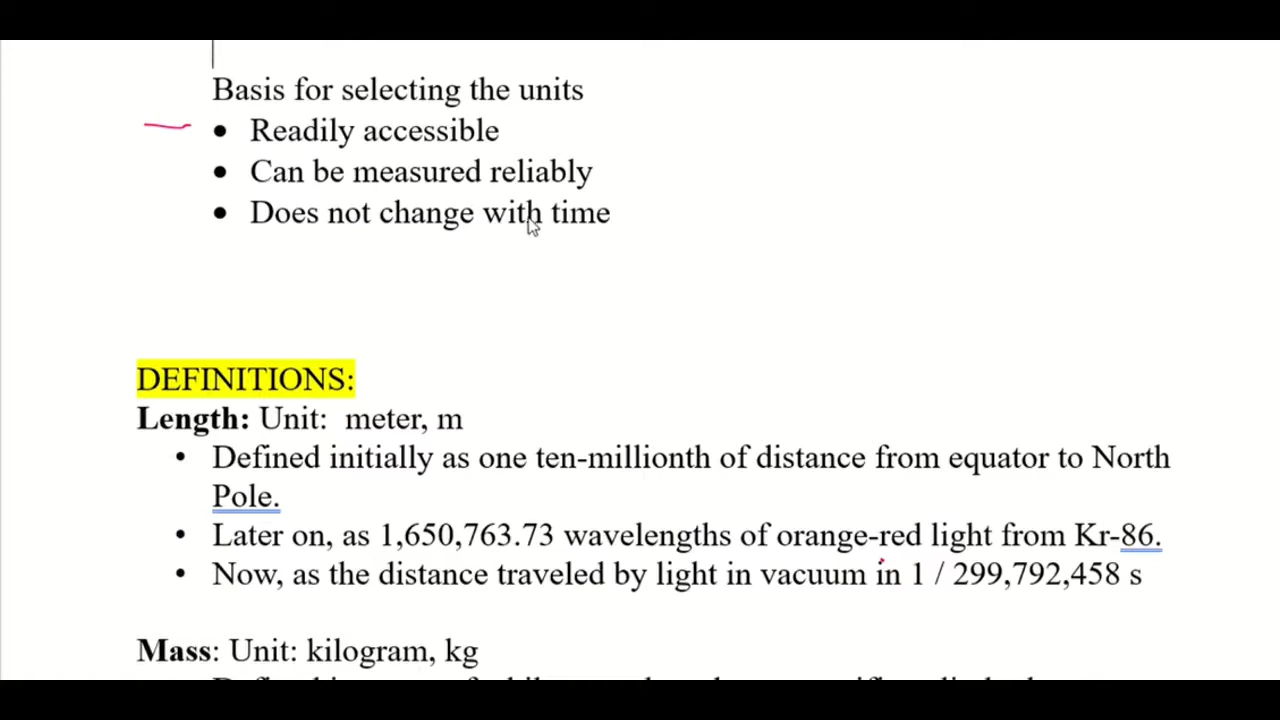 Basis for selecting the units
• Readily accessible
• Can be measured reliably
• Does not change with time
DEFINITIONS:
Length: Unit: meter, m
• Defined initially as one ten-millionth of distance from equator to North
Pole.
• Later on, as 1,650,763.73 wavelengths of orange-red light from Kr-86.
• Now, as the distance traveled by light in vacuum in 1 / 299,792,458 s
Mass: Unit: kilogram, kg